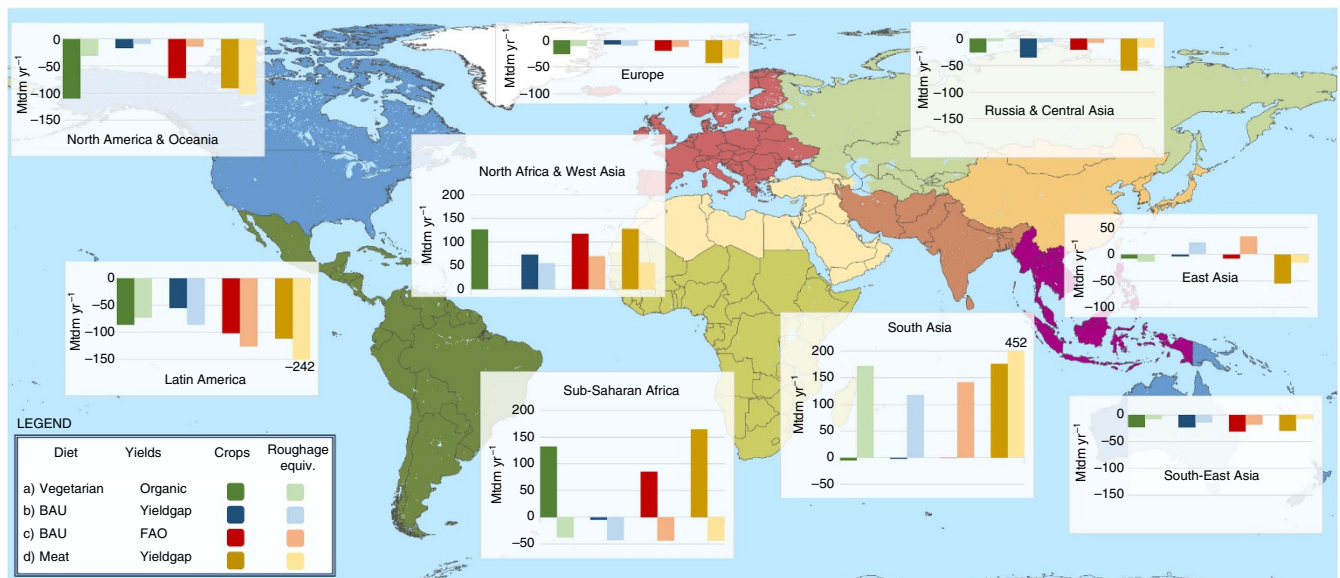 0
−50
−100
−150
Mtdm yr⁻¹
North America & Oceania
0
−50
−100
Mtdm yr⁻¹
Europe
0
−50
−100
−150
Mtdm yr⁻¹
Russia & Central Asia
North Africa & West Asia
200
150
100
50
0
Mtdm yr⁻¹
50
0
−50
−100
Mtdm yr⁻¹
East Asia
0
−50
−100
−150
Mtdm yr⁻¹
−242
Latin America
South Asia
452
200
150
100
50
0
−50
Mtdm yr⁻¹
Sub-Saharan Africa
200
150
100
50
0
−50
Mtdm yr⁻¹
0
−50
−100
−150
Mtdm yr⁻¹
South-East Asia
LEGEND
Diet Yields Crops Roughage equiv.
a) Vegetarian Organic
b) BAU Yieldgap
c) BAU FAO
d) Meat Yieldgap